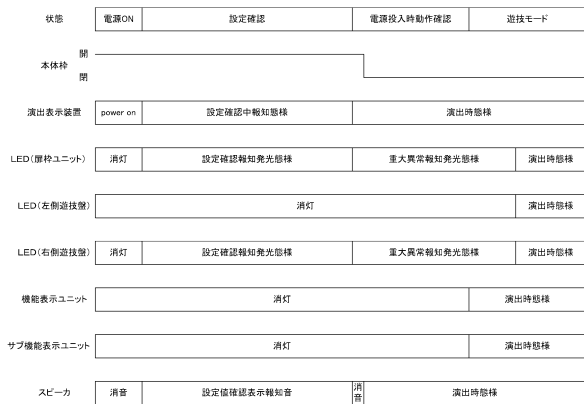 状態 電源ON 設定確認 電源投入時動作確認 遊技モード
開
本体枠
閉
演出表示装置 power on 設定確認中報知態様 演出時態様
LED(扉枠ユニット) 消灯 設定確認報知発光態様 重大異常報知発光態様 演出時態様
LED(左側遊技盤) 消灯 演出時態様
LED(右側遊技盤) 消灯 設定確認報知発光態様 重大異常報知発光態様 演出時態様
機能表示ユニット 消灯 演出時態様
サブ機能表示ユニット 消灯 演出時態様
スピーカ 消音 設定値確認表示報知音 消音 演出時態様